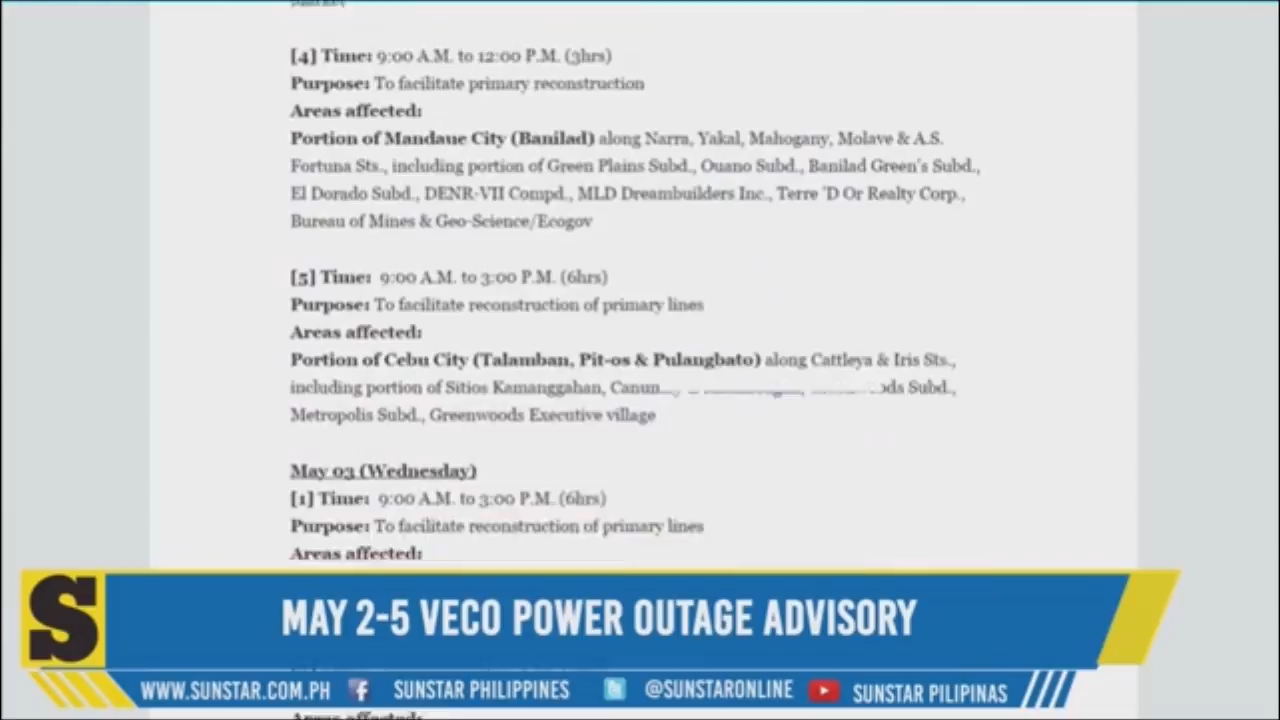 [4] Time: 9:00 A.M. to 12:00 P.M. (3hrs)
Purpose: To facilitate primary reconstruction
Areas affected:
Portion of Mandaue City (Banilad) along Narra, Yakal, Mahogany, Molave & A.S.
Fortuna Sts., including portion of Green Plains Subd., Ouano Subd., Banilad Green's Subd.,
El Dorado Subd., DENR-VII Compd., MLD Dreambuilders Inc., Terre 'D Or Realty Corp.,
Bureau of Mines & Geo-Science/Ecogov
[5] Time: 9:00 A.M. to 3:00 P.M. (6hrs)
Purpose: To facilitate reconstruction of primary lines
Areas affected:
Portion of Cebu City (Talamban, Pit-os & Pulangbato) along Cattleya & Iris Sts.,
including portion of Sitios Kamanggahan, Subd.,
Metropolis Subd., Greenwoods Executive village
May 03 (Wednesday)
[1] Time: 9:00 A.M. to 3:00 P.M. (6hrs)
Purpose: To facilitate reconstruction of primary lines
Areas affected:
S
MAY 2-5 VECO POWER OUTAGE ADVISORY
WWW.SUNSTAR.COM.PH f SUNSTAR PHILIPPINES @SUNSTARONLINE SUNSTAR PILIPINAS
Areas affected: